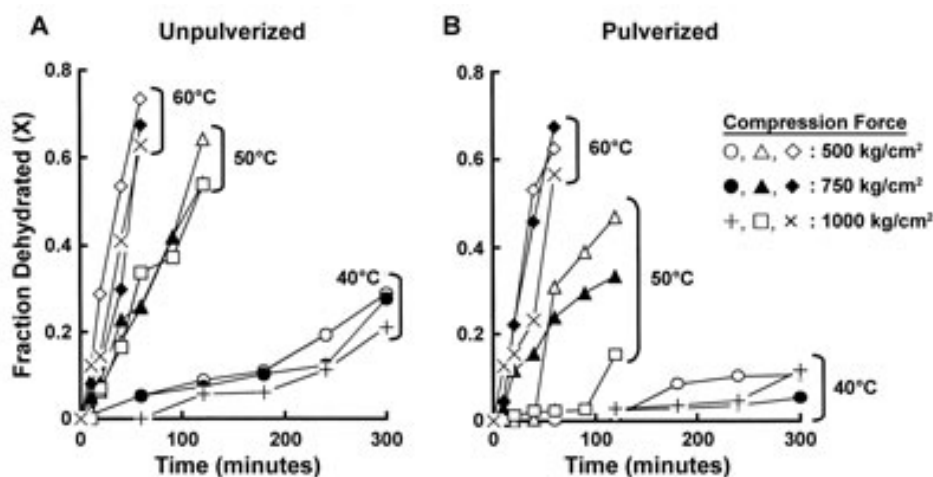 A Unpulverized
B Pulverized
0.8
0.6
0.4
0.2
0
Fraction Dehydrated (X)
60°C
50°C
40°C
0 100 200 300
Time (minutes)
0.8
0.6
0.4
0.2
0
60°C
50°C
40°C
0 100 200 300
Time (minutes)
Compression Force
: 500 kg/cm²
: 750 kg/cm²
: 1000 kg/cm²